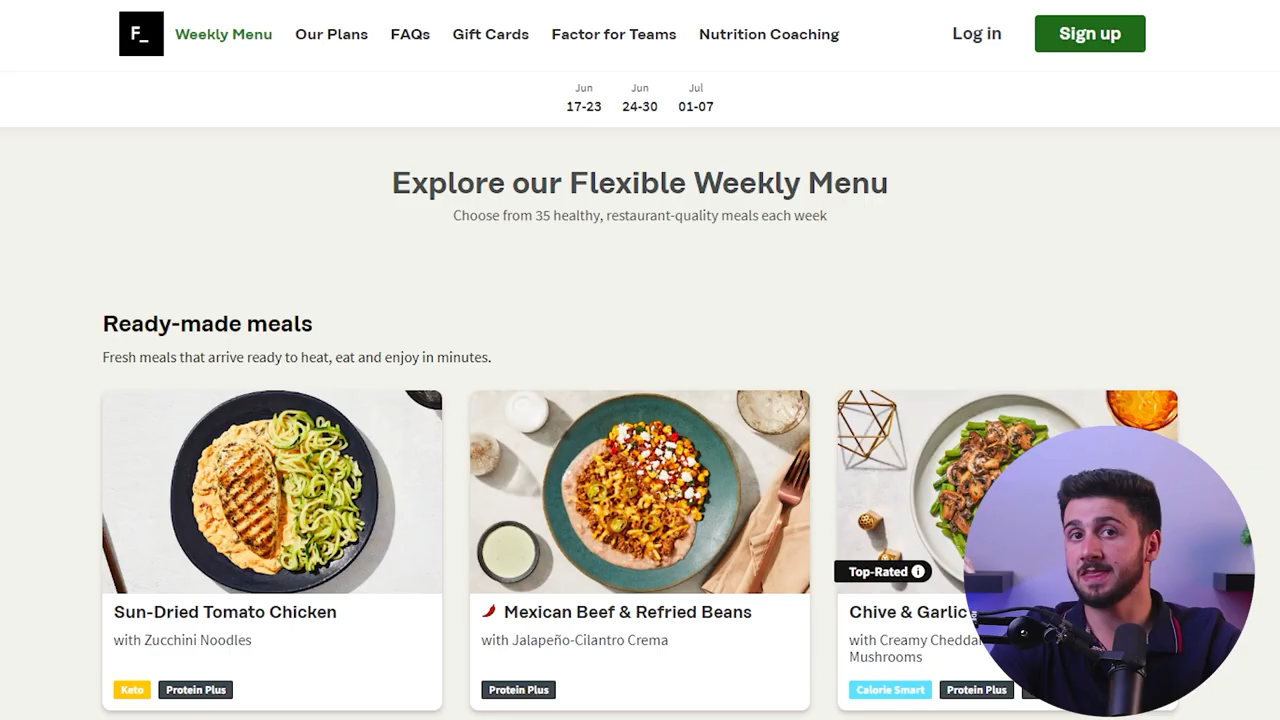 F_
Weekly Menu
Our Plans
FAQs
Gift Cards
Factor for Teams
Nutrition Coaching
Log in
Sign up
Jun
17-23
Jun
24-30
Jul
01-07
Explore our Flexible Weekly Menu
Choose from 35 healthy, restaurant-quality meals each week
Ready-made meals
Fresh meals that arrive ready to heat, eat and enjoy in minutes.
Sun-Dried Tomato Chicken
with Zucchini Noodles
Keto
Protein Plus
Mexican Beef & Refried Beans
with Jalapeño-Cilantro Crema
Protein Plus
Top-Rated
Chive & Garlic
with Creamy Cheddar
Mushrooms
Calorie Smart
Protein Plus